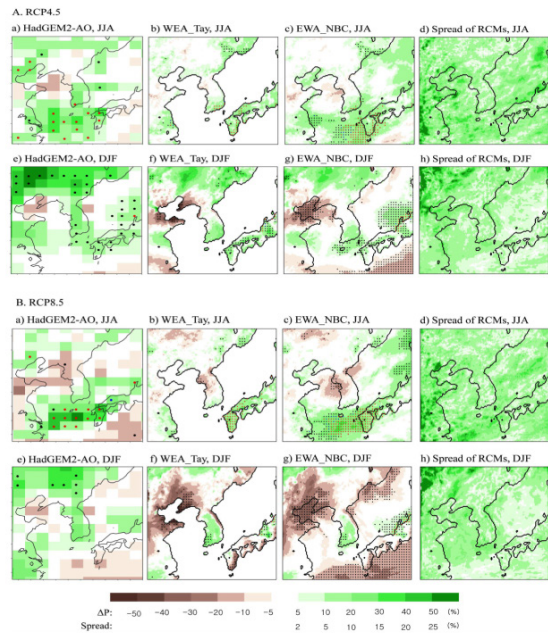 A. RCP4.5
a) HadGEM2-AO, JJA b) WEA_Tay, JJA c) EWA_NBC, JJA d) Spread of RCMs, JJA
e) HadGEM2-AO, DJF f) WEA_Tay, DJF g) EWA_NBC, DJF h) Spread of RCMs, DJF
B. RCP8.5
a) HadGEM2-AO, JJA b) WEA_Tay, JJA c) EWA_NBC, JJA d) Spread of RCMs, JJA
e) HadGEM2-AO, DJF f) WEA_Tay, DJF g) EWA_NBC, DJF h) Spread of RCMs, DJF
ΔP: −50 −40 −30 −20 −10 −5 5 10 20 30 40 50 (%)
Spread: 2 5 10 15 20 25 (%)